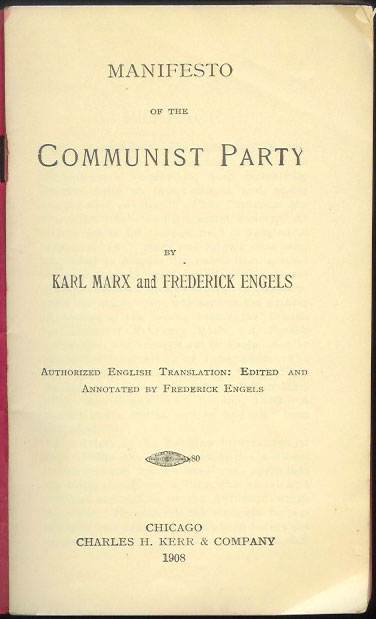 MANIFESTO
OF THE
COMMUNIST PARTY
BY
KARL MARX and FREDERICK ENGELS
AUTHORIZED ENGLISH TRANSLATION: EDITED AND
ANNOTATED BY FREDERICK ENGELS
80
CHICAGO
CHARLES H. KERR & COMPANY
1908